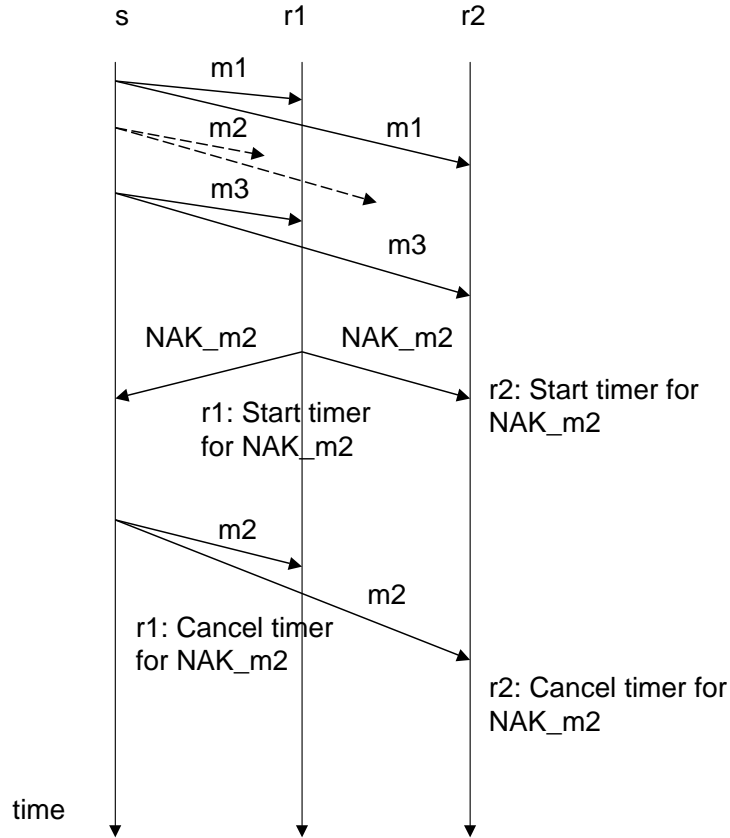 s
r1
r2
m1
m1
m2
m3
m3
NAK_m2
NAK_m2
r2: Start timer for
NAK_m2
r1: Start timer
for NAK_m2
m2
m2
r1: Cancel timer
for NAK_m2
r2: Cancel timer for
NAK_m2
time